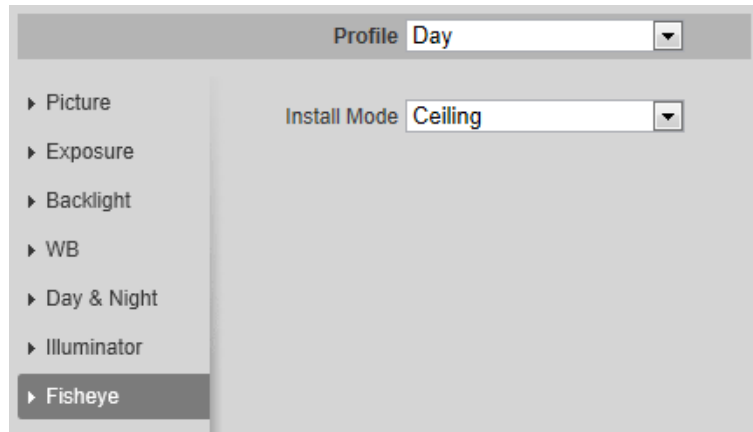 Profile Day
Picture
Install Mode Ceiling
Exposure
Backlight
WB
Day & Night
Illuminator
Fisheye